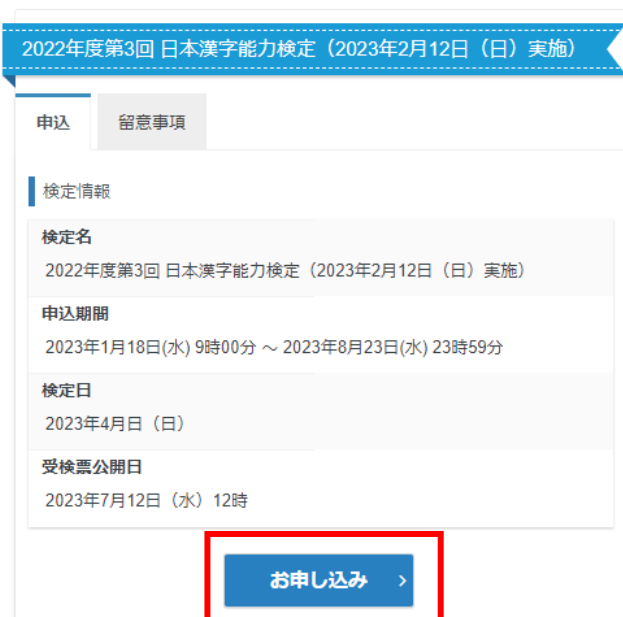 2022年度第3回 日本漢字能力検定（2023年2月12日（日）実施）
申込
留意事項
検定情報
検定名
2022年度第3回 日本漢字能力検定（2023年2月12日（日）実施）
申込期間
2023年1月18日(水) 9時00分 ～ 2023年8月23日(水) 23時59分
検定日
2023年4月日（日）
受検票公開日
2023年7月12日（水）12時
お申し込み